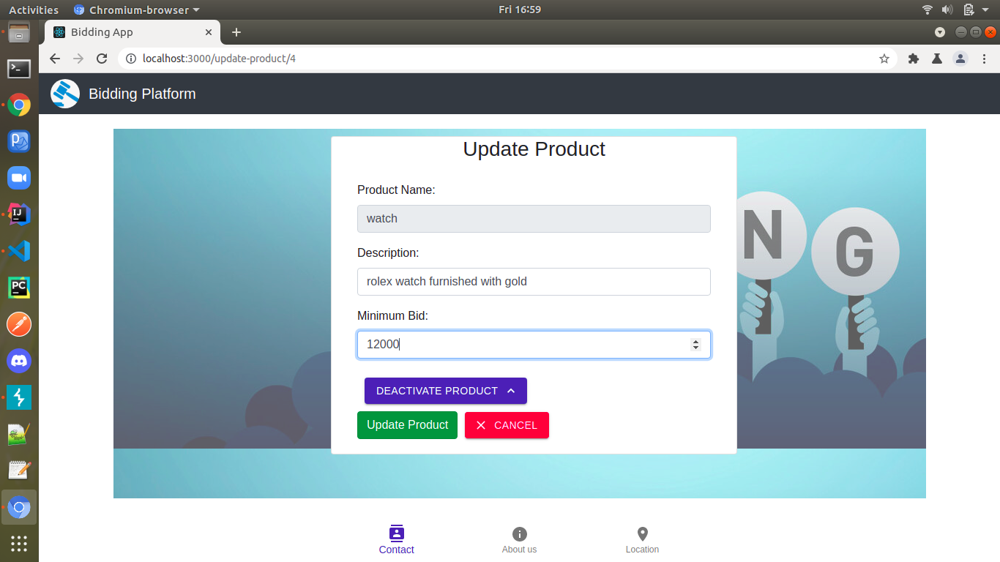 Activities
Chromium-browser
Fri 16:59
Bidding App
localhost:3000/update-product/4
Bidding Platform
Update Product
Product Name:
watch
Description:
rolex watch furnished with gold
Minimum Bid:
12000
DEACTIVATE PRODUCT
Update Product
CANCEL
N
G
Contact
About us
Location
IJ
PC